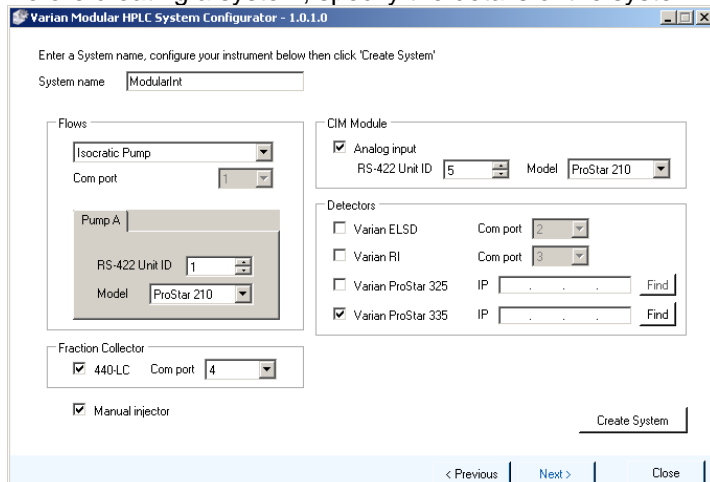 Varian Modular HPLC System Configurator - 1.0.1.0
Enter a System name, configure your instrument below then click 'Create System'
System name ModularInt
Flows
Isocratic Pump
Com port 1
Pump A
RS-422 Unit ID 1
Model ProStar 210
CIM Module
Analog input
RS-422 Unit ID 5 Model ProStar 210
Detectors
Varian ELSD Com port 2
Varian RI Com port 3
Varian ProStar 325 IP . . . Find
Varian ProStar 335 IP . . . Find
Fraction Collector
440-LC Com port 4
Manual injector
Create System
< Previous Next > Close